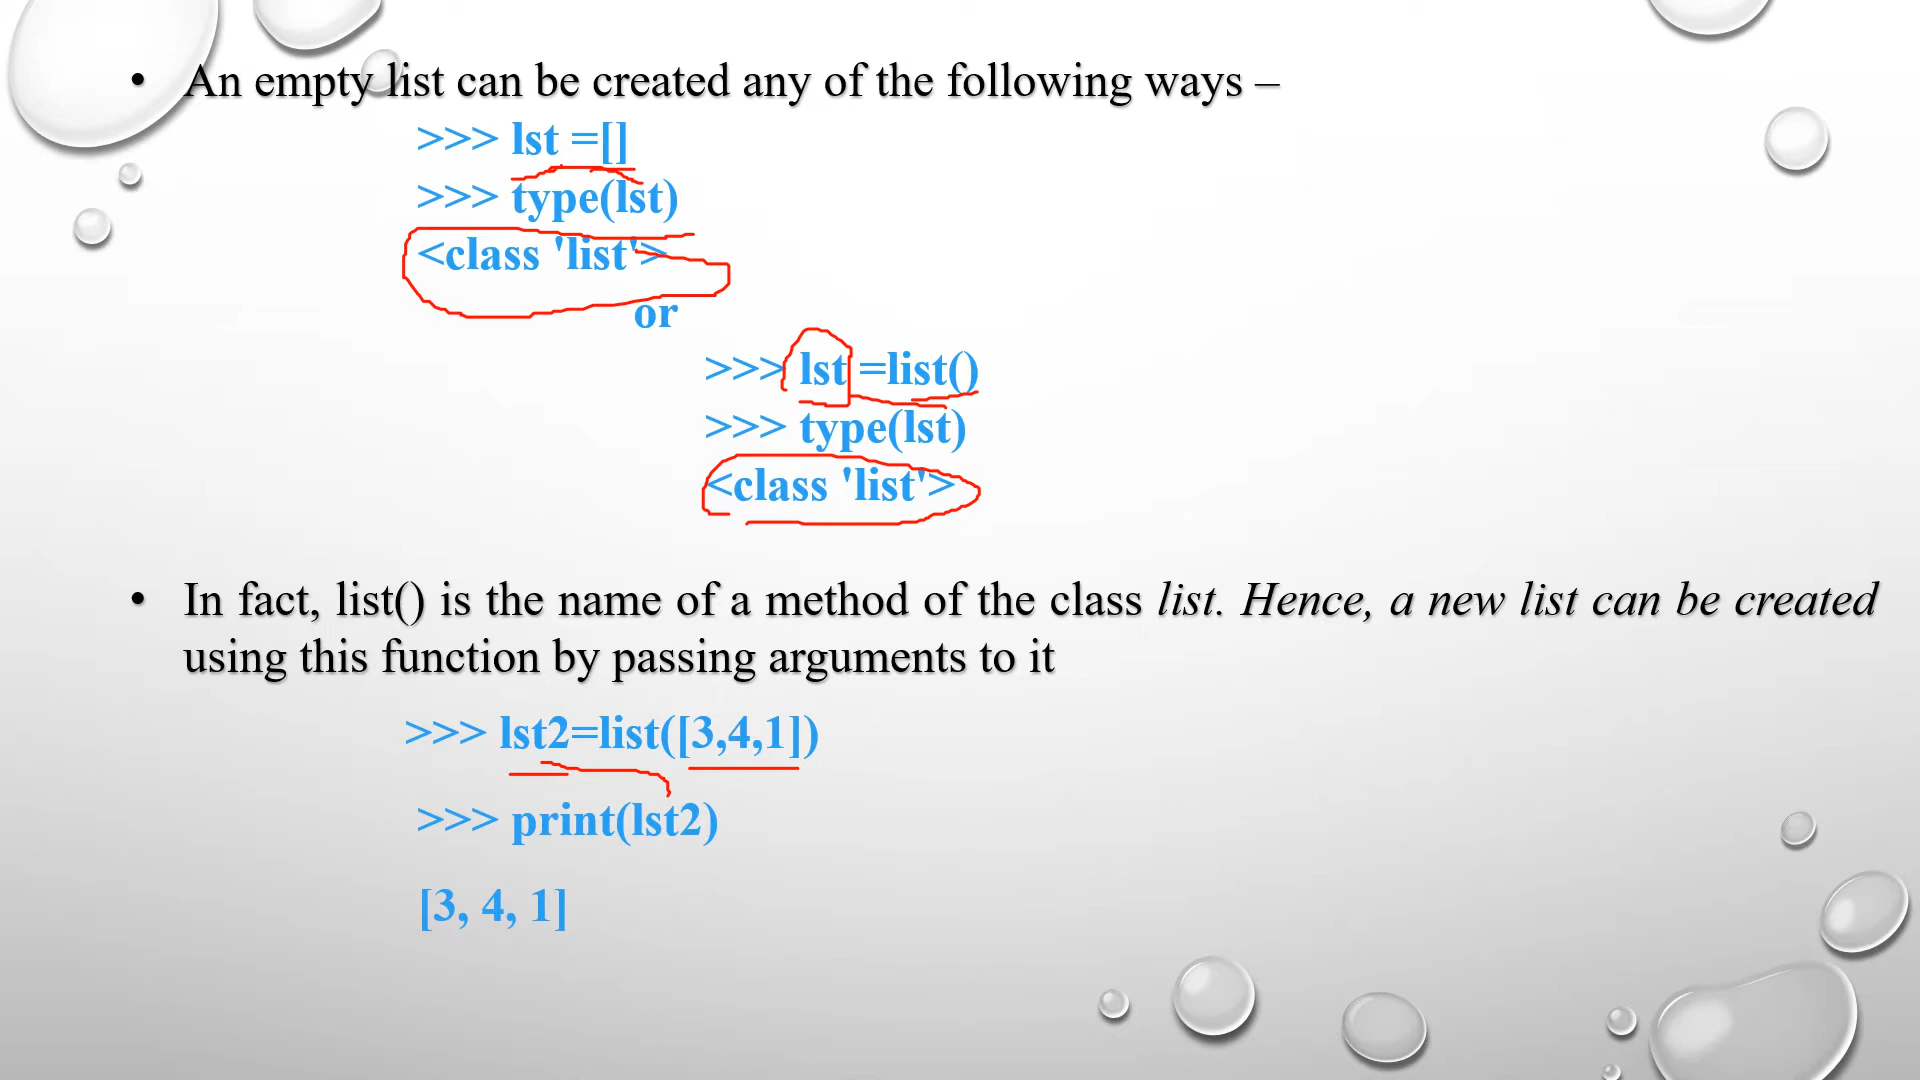 • An empty list can be created any of the following ways –
>>> lst =[]
>>> type(lst)
<class 'list'>
or
>>> lst =list()
>>> type(lst)
<class 'list'>
• In fact, list() is the name of a method of the class list. Hence, a new list can be created
using this function by passing arguments to it
>>> lst2=list([3,4,1])
>>> print(lst2)
[3, 4, 1]